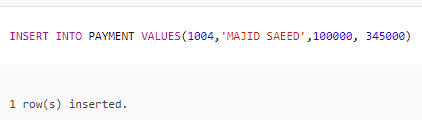 INSERT INTO PAYMENT VALUES(1004,'MAJID SAEED',100000, 345000)
1 row(s) inserted.